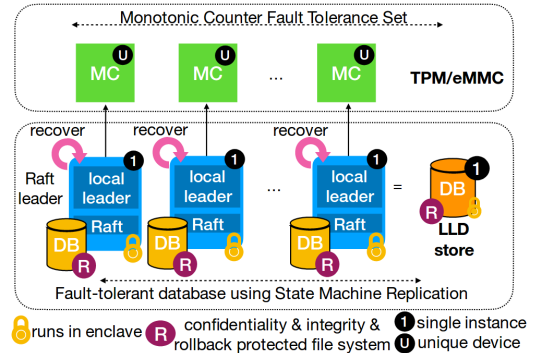 Monotonic Counter Fault Tolerance Set
U U U
MC MC ... MC TPM/eMMC
recover recover recover
1 1 1 1
Raft leader
local leader local leader ... local leader = DB
Raft Raft Raft
R
DB DB DB
LLD store
R R R
Fault-tolerant database using State Machine Replication
runs in enclave
R confidentiality & integrity & rollback protected file system
1 single instance
U unique device